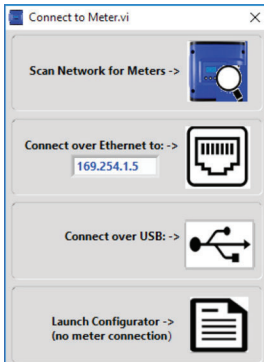 Connect to Meter.vi
Scan Network for Meters ->
Connect over Ethernet to: ->
169.254.1.5
Connect over USB: ->
Launch Configurator ->
(no meter connection)